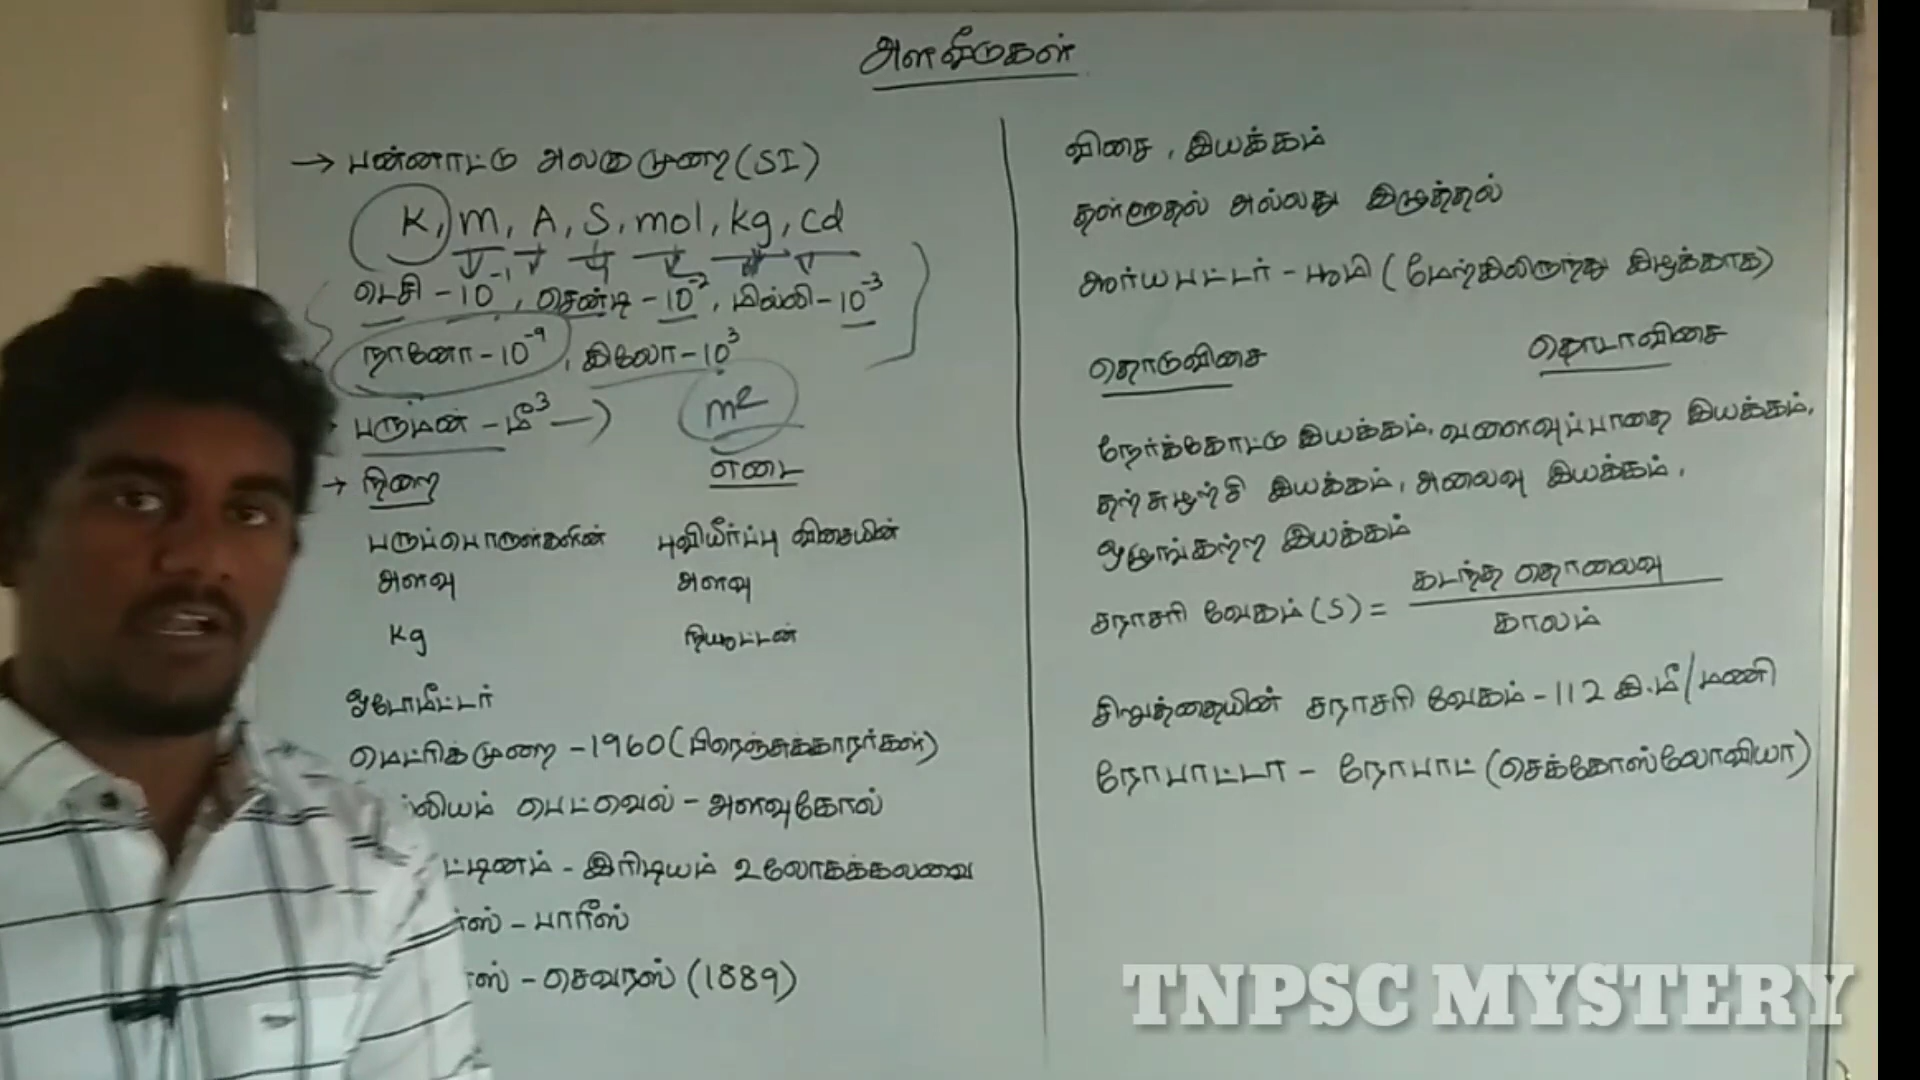 அளவீடுகள்
→ பன்னாட்டு அலகுமுறை (SI)
K, m, A, S, mol, kg, cd
டெசி - 10⁻¹, சென்டி - 10⁻², மில்லி - 10⁻³
நானோ - 10⁻⁹, கிலோ - 10³
பருமன் - மீ³ →) m²
→ நிறை எடை
பருப்பொருள்களின் புவியீர்ப்பு விசையின்
அளவு அளவு
Kg நியூட்டன்
ஓடோமீட்டர்
மெட்ரிக்முறை - 1960 (பிரெஞ்சுக்காரர்கள்)
லியம் பெட்வெல் - அளவுகோல்
ட்டினம் - இரிடியம் உலோகக்கலவை
ர்ஸ் - பாரீஸ்
ஸ் - செவரஸ் (1889)
விசை, இயக்கம்
தள்ளுதல் அல்லது இழுத்தல்
ஆர்யபட்டர் - பூமி (மேற்கிலிருந்து கிழக்காக)
தொடுவிசை தொடாவிசை
நேர்க்கோட்டு இயக்கம், வளைவுப்பாதை இயக்கம்,
தற்சுழற்சி இயக்கம், அலைவு இயக்கம்,
ஒழுங்கற்ற இயக்கம்
சராசரி வேகம் (S) = கடந்த தொலைவு
காலம்
சிறுத்தையின் சராசரி வேகம் - 112 கி.மீ/மணி
ரோபாட்டா - ரோபாட் (செக்கோஸ்லோவியா)
TNPSC MYSTERY